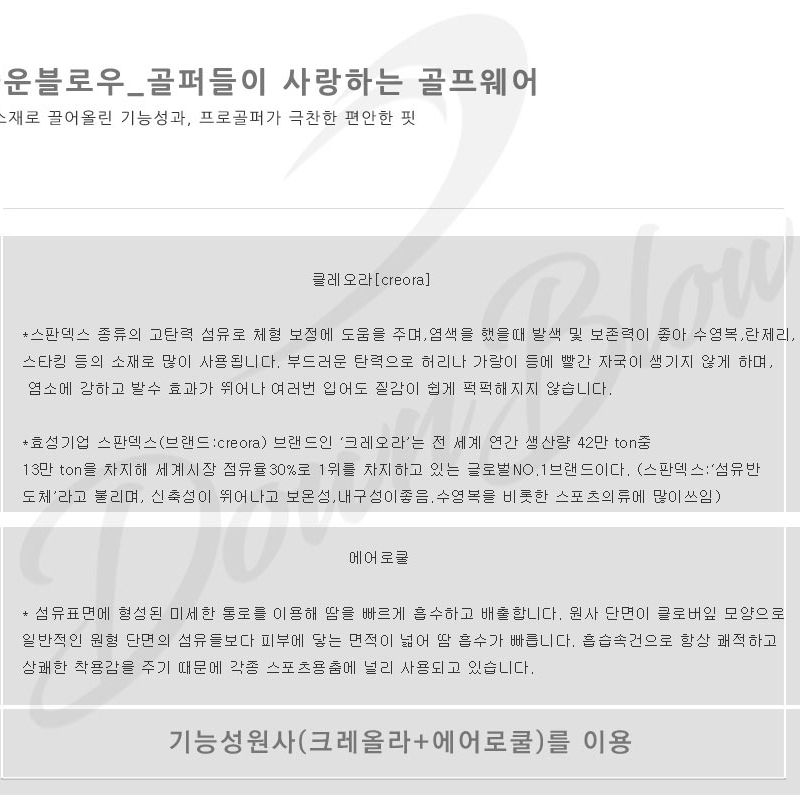 운블로우_골퍼들이 사랑하는 골프웨어
소재로 끌어올린 기능성과, 프로골퍼가 극찬한 편안한 핏
클레오라[creora]
*스판덱스 종류의 고탄력 섬유로 체형 보정에 도움을 주며,염색을 했을때 발색 및 보존력이 좋아 수영복,란제리,
스타킹 등의 소재로 많이 사용됩니다. 부드러운 탄력으로 허리나 가랑이 등에 빨간 자국이 생기지 않게 하며,
염소에 강하고 발수 효과가 뛰어나 여러번 입어도 질감이 쉽게 퍽퍽해지지 않습니다.
*효성기업 스판덱스(브랜드:creora) 브랜드인 '크레오라'는 전 세계 연간 생산량 42만 ton중
13만 ton을 차지해 세계시장 점유율30%로 1위를 차지하고 있는 글로벌NO.1브랜드이다. (스판덱스:'섬유반
도체'라고 불리며, 신축성이 뛰어나고 보온성,내구성이좋음.수영복을 비롯한 스포츠의류에 많이쓰임)
에어로쿨
* 섬유표면에 형성된 미세한 통로를 이용해 땀을 빠르게 흡수하고 배출합니다. 원사 단면이 클로버잎 모양으로
일반적인 원형 단면의 섬유들보다 피부에 닿는 면적이 넓어 땀 흡수가 빠릅니다. 흡습속건으로 항상 쾌적하고
상쾌한 착용감을 주기 때문에 각종 스포츠용춤에 널리 사용되고 있습니다.
기능성원사(크레올라+에어로쿨)를 이용
Down Blow